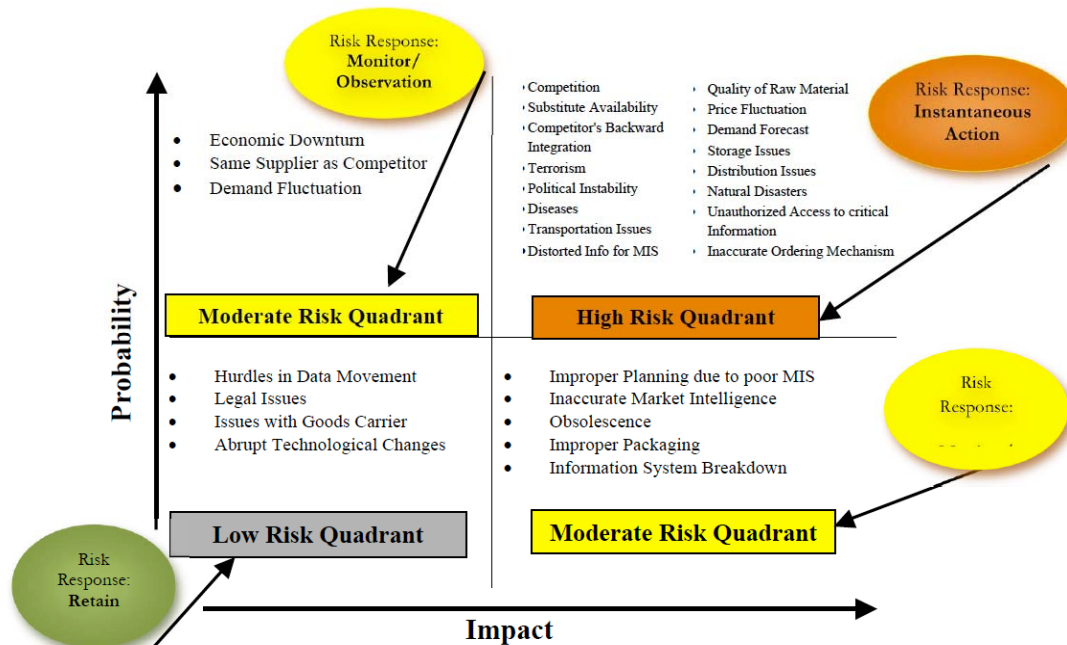 Risk Response:
Monitor/
Observation
• Economic Downturn
• Same Supplier as Competitor
• Demand Fluctuation
Competition
Substitute Availability
Competitor's Backward
Integration
Terrorism
Political Instability
Diseases
Transportation Issues
Distorted Info for MIS
Quality of Raw Material
Price Fluctuation
Demand Forecast
Storage Issues
Distribution Issues
Natural Disasters
Unauthorized Access to critical
Information
Inaccurate Ordering Mechanism
Risk Response:
Instantaneous
Action
Probability
Moderate Risk Quadrant
High Risk Quadrant
• Hurdles in Data Movement
• Legal Issues
• Issues with Goods Carrier
• Abrupt Technological Changes
• Improper Planning due to poor MIS
• Inaccurate Market Intelligence
• Obsolescence
• Improper Packaging
• Information System Breakdown
Risk
Response:
Low Risk Quadrant
Moderate Risk Quadrant
Risk
Response:
Retain
Impact